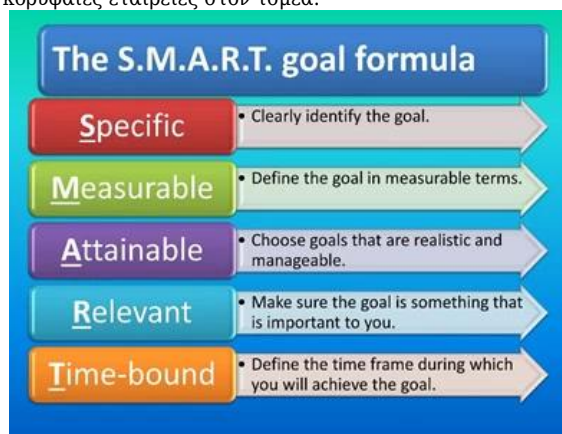 κορυφαίες εταιρείες στον τομέα.
The S.M.A.R.T. goal formula
Specific
• Clearly identify the goal.
Measurable
• Define the goal in measurable terms.
Attainable
• Choose goals that are realistic and
manageable.
Relevant
• Make sure the goal is something that
is important to you.
Time-bound
• Define the time frame during which
you will achieve the goal.